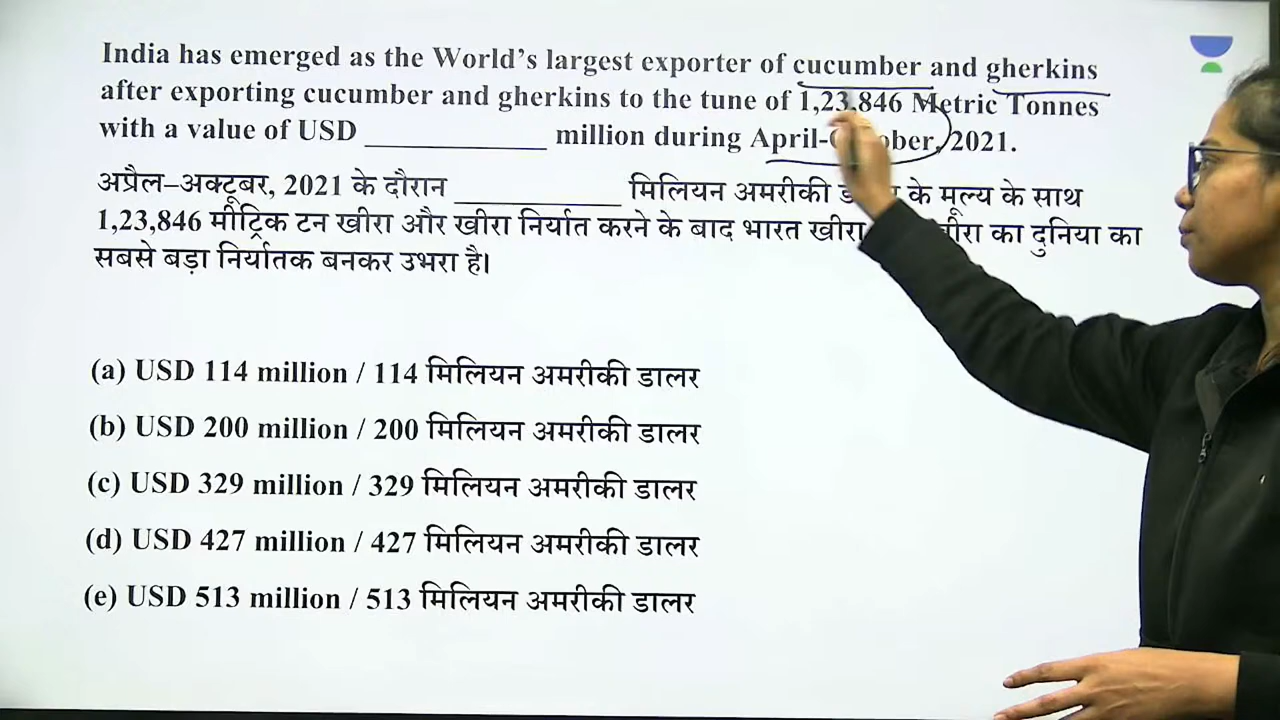 India has emerged as the World's largest exporter of cucumber and gherkins
after exporting cucumber and gherkins to the tune of 1,23,846 Metric Tonnes
with a value of USD ____________ million during April- ober, 2021.
अप्रैल–अक्टूबर, 2021 के दौरान ____________ मिलियन अमरीकी के मूल्य के साथ
1,23,846 मीट्रिक टन खीरा और खीरा निर्यात करने के बाद भारत खीरा का दुनिया का
सबसे बड़ा निर्यातक बनकर उभरा है।
(a) USD 114 million / 114 मिलियन अमरीकी डालर
(b) USD 200 million / 200 मिलियन अमरीकी डालर
(c) USD 329 million / 329 मिलियन अमरीकी डालर
(d) USD 427 million / 427 मिलियन अमरीकी डालर
(e) USD 513 million / 513 मिलियन अमरीकी डालर